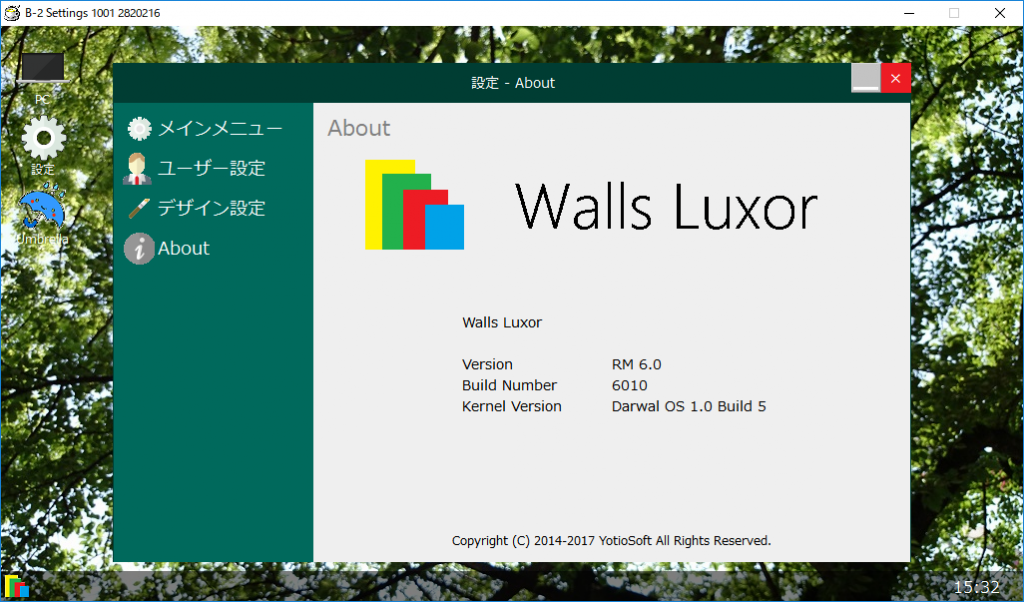 B-2 Settings 1001 2820216
PC
設定
Umbrella
設定 - About
メインメニュー
ユーザー設定
デザイン設定
About
About
Walls Luxor
Walls Luxor
Version RM 6.0
Build Number 6010
Kernel Version Darwal OS 1.0 Build 5
Copyright (C) 2014-2017 YotioSoft All Rights Reserved.
15:32